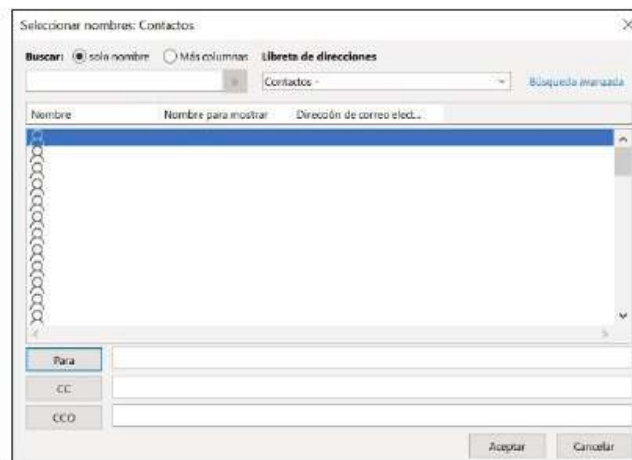 Seleccionar nombres: Contactos
Buscar: solo nombre Más columnas Libreta de direcciones
Contactos - Búsqueda avanzada
Nombre Nombre para mostrar Dirección de correo elect...
Para
CC
CCO
Aceptar Cancelar